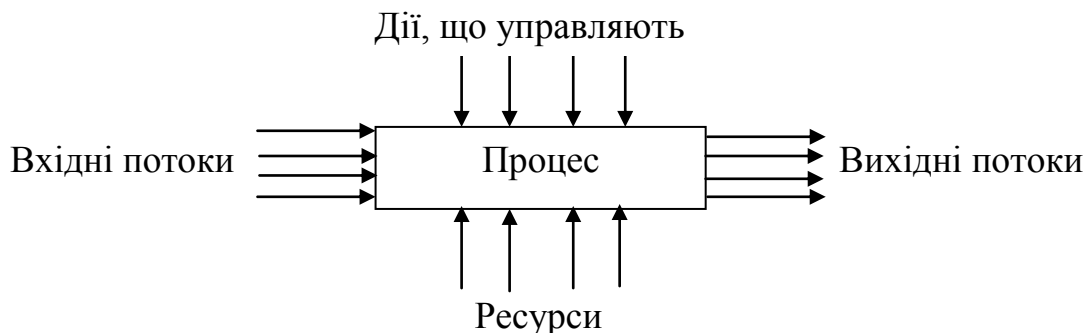 Дії, що управляють
Вхідні потоки
Процес
Вихідні потоки
Ресурси